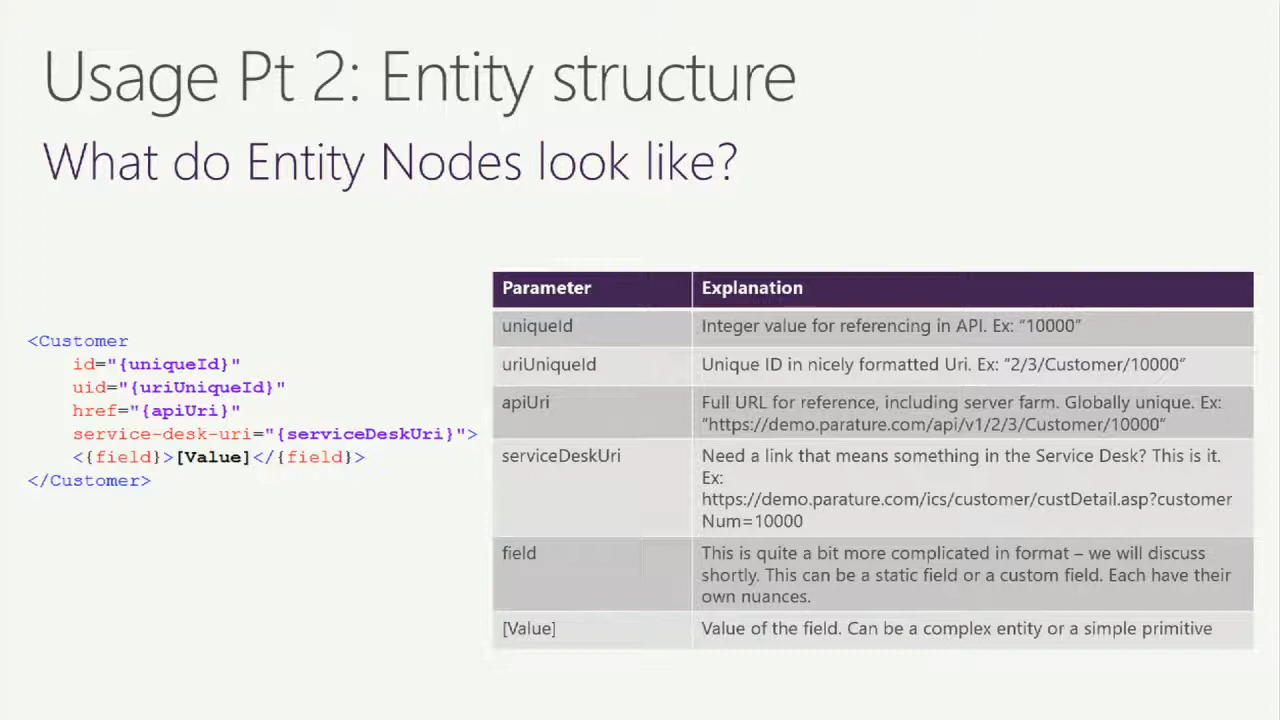 Usage Pt 2: Entity structure
What do Entity Nodes look like?
<Customer
id="{uniqueId}"
uid="{uriUniqueId}"
href="{apiUri}"
service-desk-uri="{serviceDeskUri}">
<{field}>[Value]</{field}>
</Customer>
Parameter Explanation
uniqueId Integer value for referencing in API. Ex: “10000”
uriUniqueId Unique ID in nicely formatted Uri. Ex: “2/3/Customer/10000”
apiUri Full URL for reference, including server farm. Globally unique. Ex:
“https://demo.parature.com/api/v1/2/3/Customer/10000”
serviceDeskUri Need a link that means something in the Service Desk? This is it.
Ex:
https://demo.parature.com/ics/customer/custDetail.asp?customer
Num=10000
field This is quite a bit more complicated in format – we will discuss
shortly. This can be a static field or a custom field. Each have their
own nuances.
[Value] Value of the field. Can be a complex entity or a simple primitive